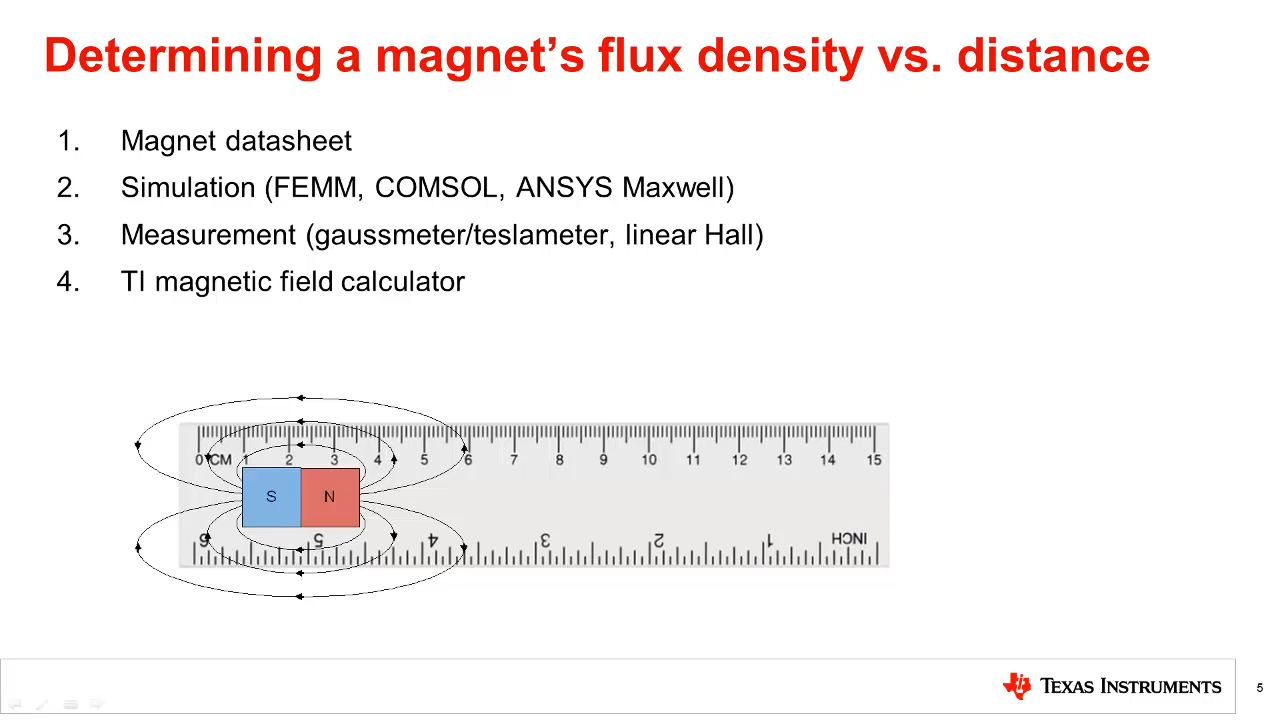 Determining a magnet's flux density vs. distance
1. Magnet datasheet
2. Simulation (FEMM, COMSOL, ANSYS Maxwell)
3. Measurement (gaussmeter/teslameter, linear Hall)
4. TI magnetic field calculator
0 CM 1 2 3 4 5 6 7 8 9 10 11 12 13 14 15
S N
6 5 4 3 2 1 INCH
TEXAS INSTRUMENTS
5